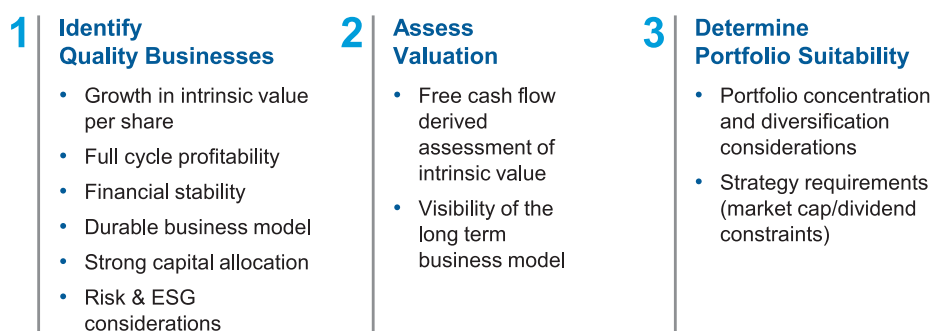 1
Identify
Quality Businesses
• Growth in intrinsic value
per share
• Full cycle profitability
• Financial stability
• Durable business model
• Strong capital allocation
• Risk & ESG
considerations
2
Assess
Valuation
• Free cash flow
derived
assessment of
intrinsic value
• Visibility of the
long term
business model
3
Determine
Portfolio Suitability
• Portfolio concentration
and diversification
considerations
• Strategy requirements
(market cap/dividend
constraints)